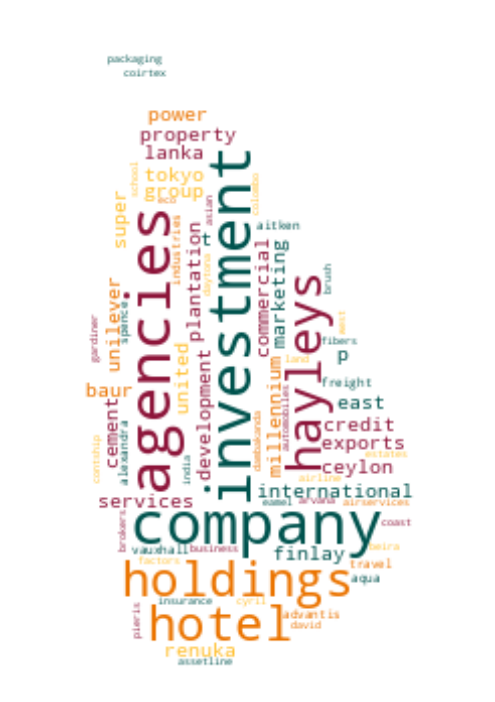 packaging
coirtex
power
property
lanka
tokyo
group
school
eco
super
asian
colombo
investment
agencies
industries
t
aitken
plantation
daytona
commercial
marketing
brush
hayleys
unilever
spence
gardiner
west
fibers
p
united
development
millennium
land
automobiles
freight
baur
cement
alexandra
contship
india
dambakanda
east
credit
exports
estates
ceylon
airline
international
services
eamel
arvana
airservices
company
brokers
coast
vauxhall
business
finlay
beira
factors
travel
holdings
aqua
insurance
cyril
pieris
hotel
advantis
david
renuka
assetline